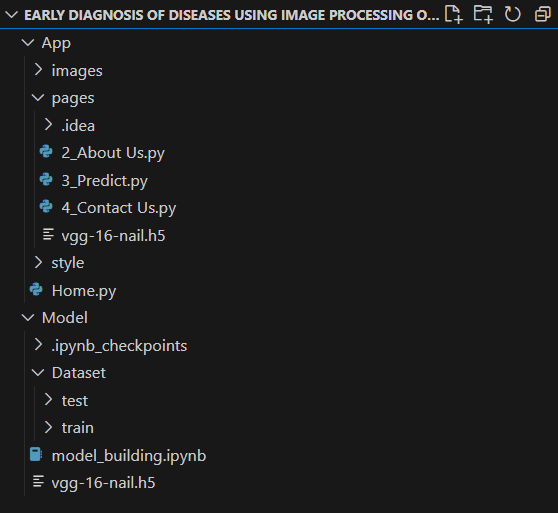 EARLY DIAGNOSIS OF DISEASES USING IMAGE PROCESSING O...
App
images
pages
.idea
2_About Us.py
3_Predict.py
4_Contact Us.py
vgg-16-nail.h5
style
Home.py
Model
.ipynb_checkpoints
Dataset
test
train
model_building.ipynb
vgg-16-nail.h5